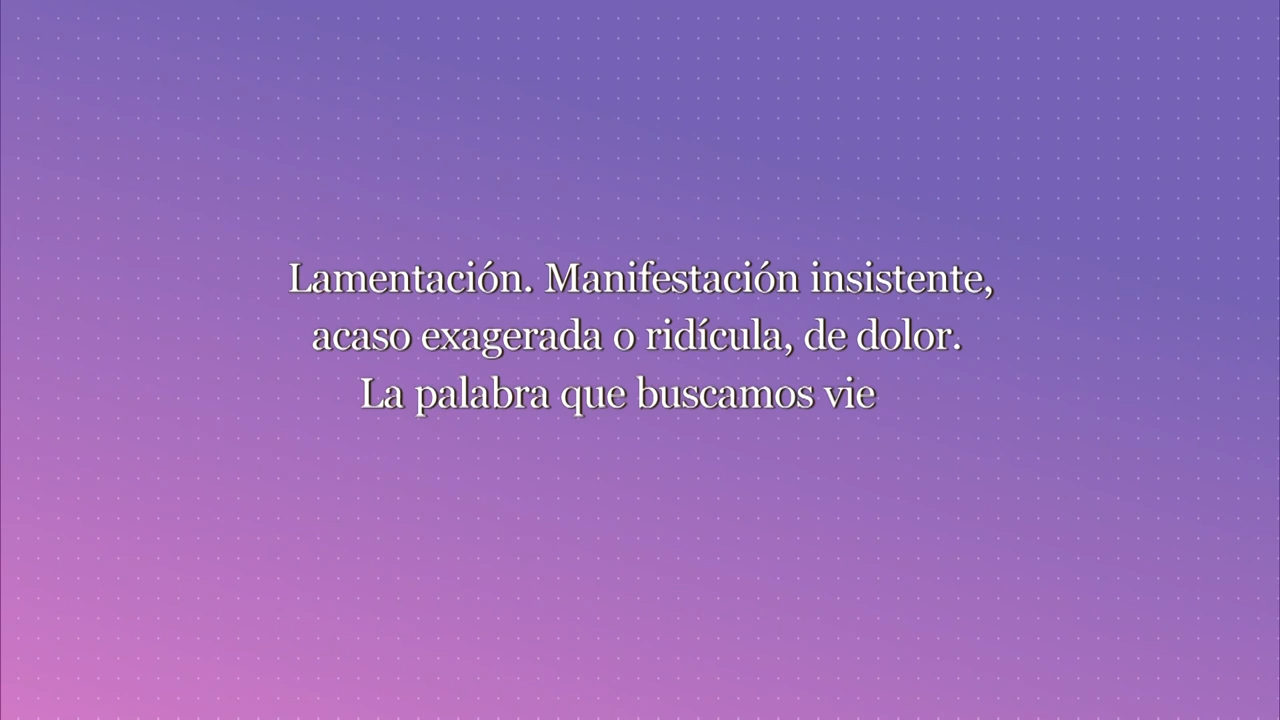 Lamentación. Manifestación insistente,
acaso exagerada o ridícula, de dolor.
La palabra que buscamos vie